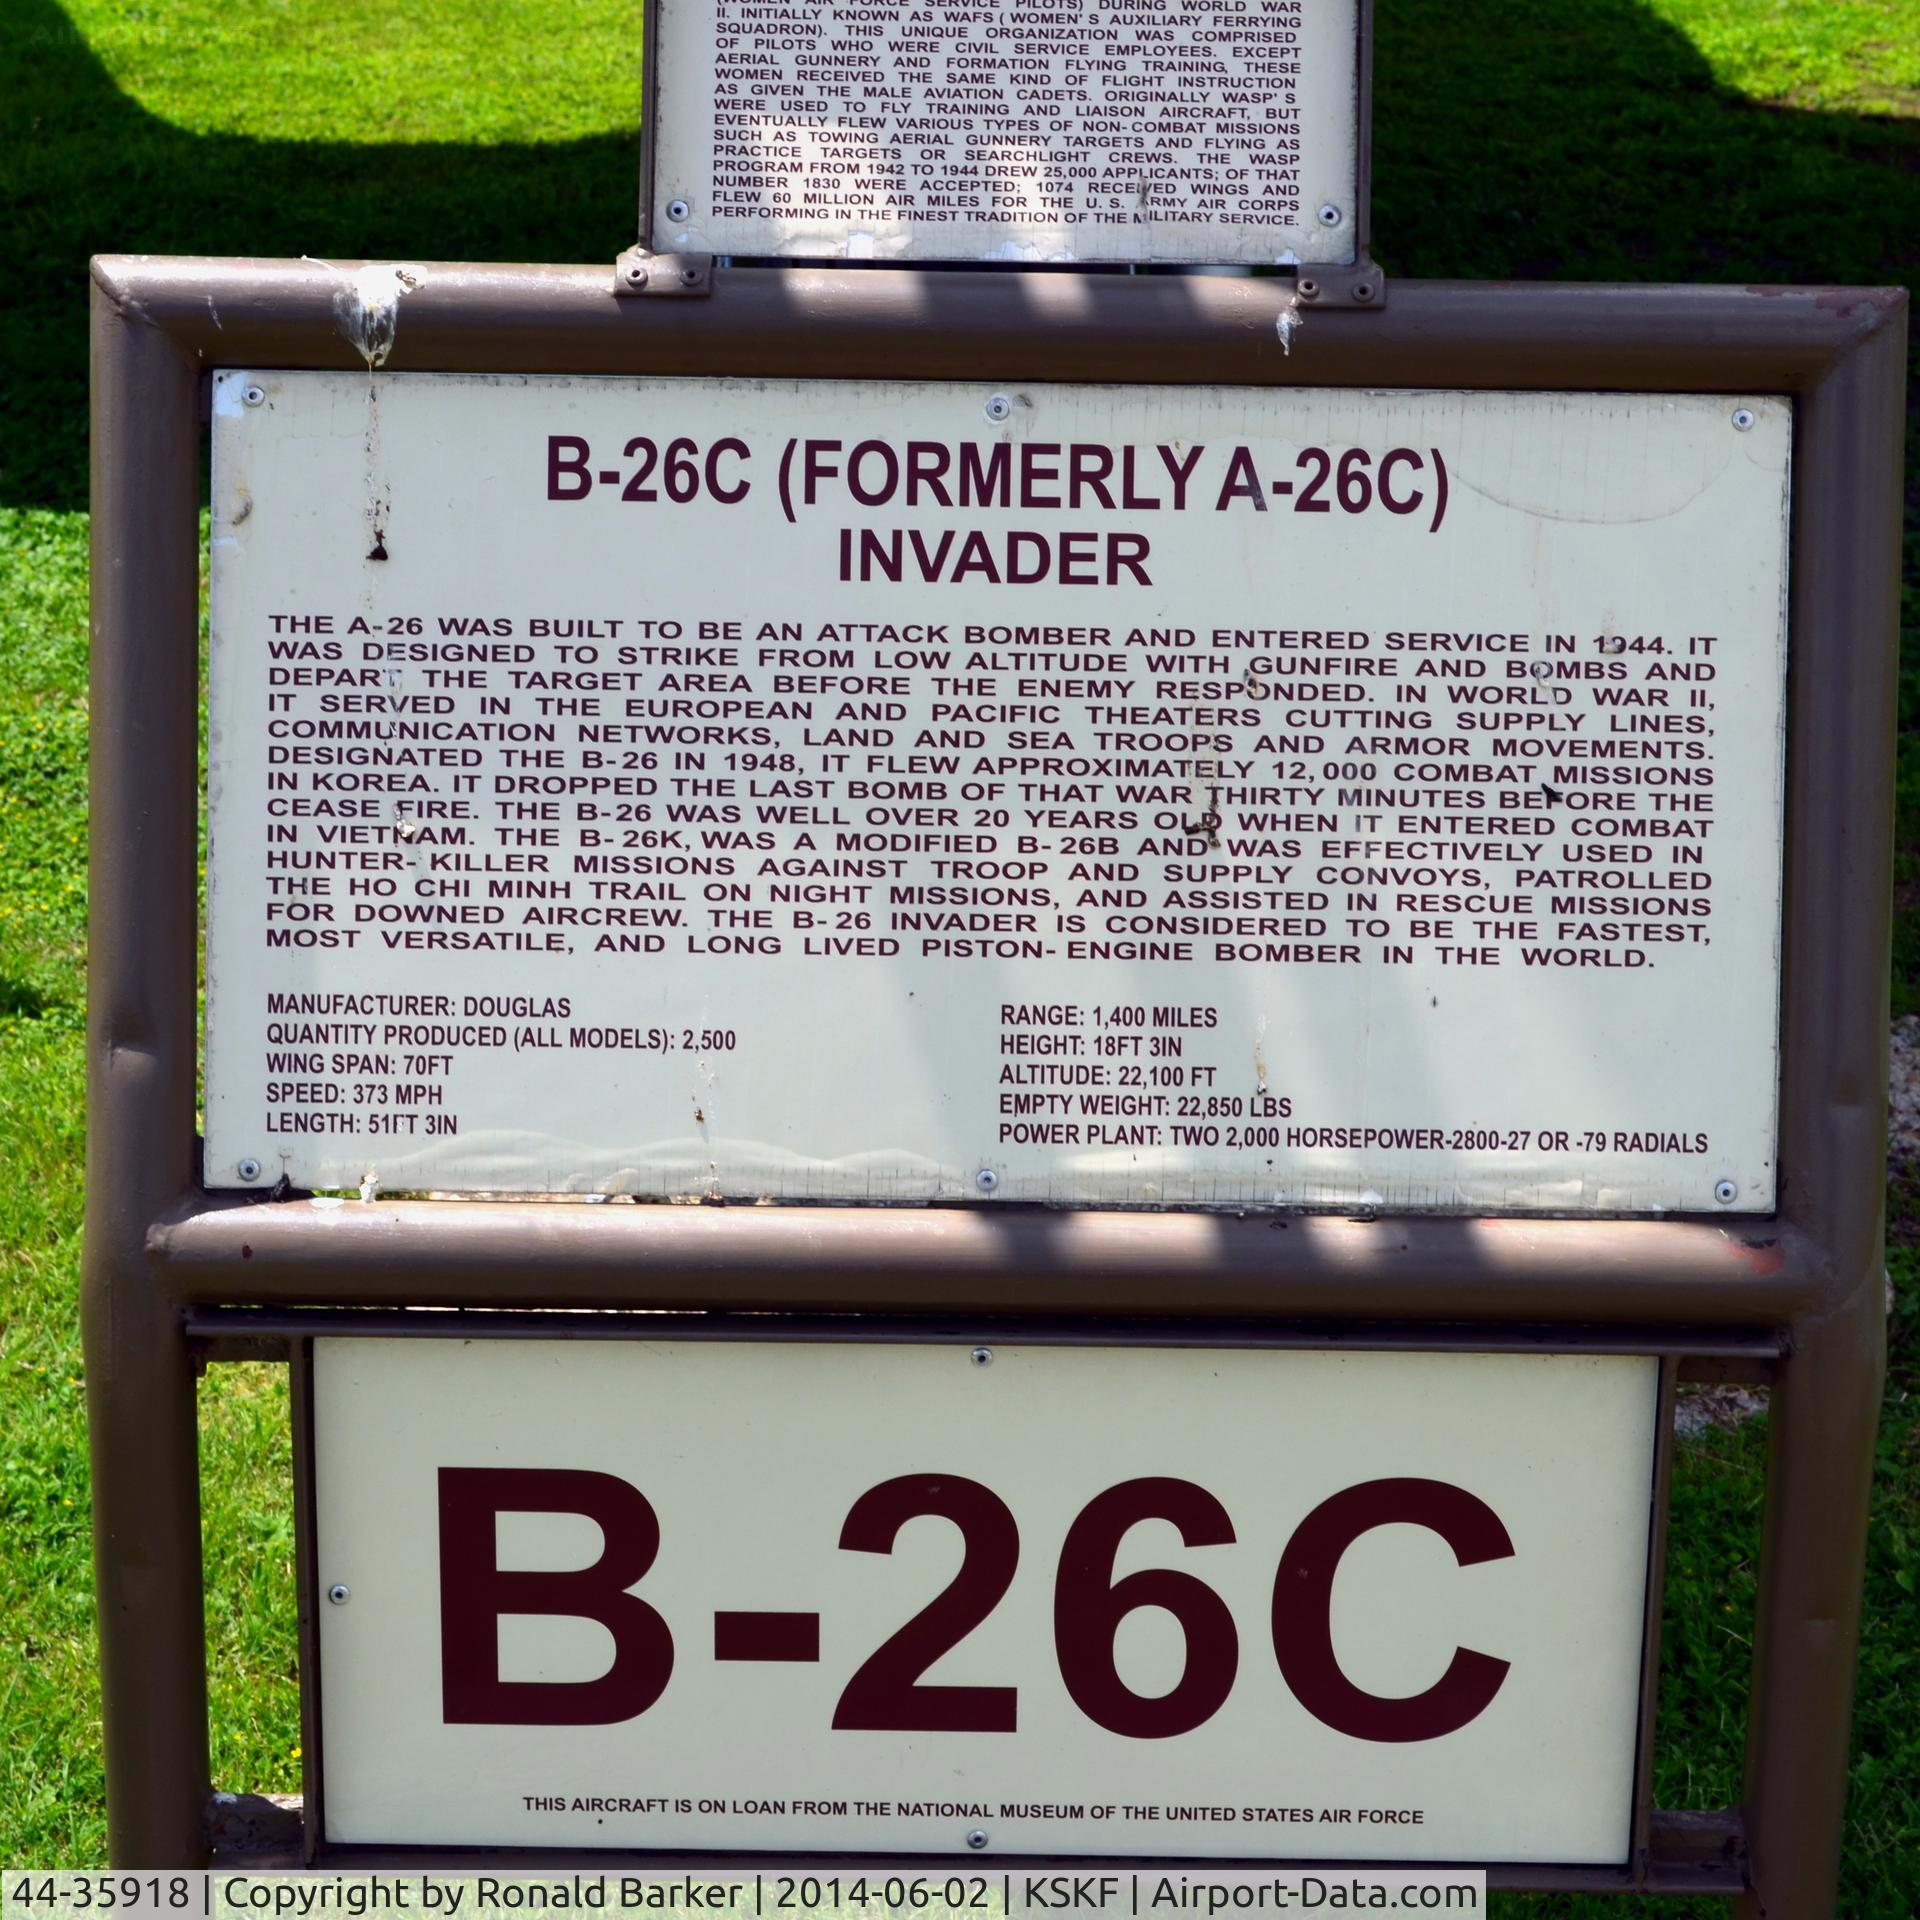 (WOMEN AIR FORCE SERVICE PILOTS) DURING WORLD WAR
II. INITIALLY KNOWN AS WAFS ( WOMEN' S AUXILIARY FERRYING
SQUADRON). THIS UNIQUE ORGANIZATION WAS COMPRISED
OF PILOTS WHO WERE CIVIL SERVICE EMPLOYEES. EXCEPT
AERIAL GUNNERY AND FORMATION FLYING TRAINING, THESE
WOMEN RECEIVED THE SAME KIND OF FLIGHT INSTRUCTION
AS GIVEN THE MALE AVIATION CADETS. ORIGINALLY WASP' S
WERE USED TO FLY TRAINING AND LIAISON AIRCRAFT, BUT
EVENTUALLY FLEW VARIOUS TYPES OF NON- COMBAT MISSIONS
SUCH AS TOWING AERIAL GUNNERY TARGETS AND FLYING AS
PRACTICE TARGETS OR SEARCHLIGHT CREWS. THE WASP
PROGRAM FROM 1942 TO 1944 DREW 25,000 APPLICANTS; OF THAT
NUMBER 1830 WERE ACCEPTED; 1074 RECEIVED WINGS AND
FLEW 60 MILLION AIR MILES FOR THE U. S. ARMY AIR CORPS
PERFORMING IN THE FINEST TRADITION OF THE MILITARY SERVICE.
B-26C (FORMERLY A-26C)
INVADER
THE A-26 WAS BUILT TO BE AN ATTACK BOMBER AND ENTERED SERVICE IN 1944. IT
WAS DESIGNED TO STRIKE FROM LOW ALTITUDE WITH GUNFIRE AND BOMBS AND
DEPART THE TARGET AREA BEFORE THE ENEMY RESPONDED. IN WORLD WAR II,
IT SERVED IN THE EUROPEAN AND PACIFIC THEATERS CUTTING SUPPLY LINES,
COMMUNICATION NETWORKS, LAND AND SEA TROOPS AND ARMOR MOVEMENTS.
DESIGNATED THE B-26 IN 1948, IT FLEW APPROXIMATELY 12,000 COMBAT MISSIONS
IN KOREA. IT DROPPED THE LAST BOMB OF THAT WAR THIRTY MINUTES BEFORE THE
CEASE FIRE. THE B-26 WAS WELL OVER 20 YEARS OLD WHEN IT ENTERED COMBAT
IN VIETNAM. THE B-26K, WAS A MODIFIED B-26B AND WAS EFFECTIVELY USED IN
HUNTER- KILLER MISSIONS AGAINST TROOP AND SUPPLY CONVOYS, PATROLLED
THE HO CHI MINH TRAIL ON NIGHT MISSIONS, AND ASSISTED IN RESCUE MISSIONS
FOR DOWNED AIRCREW. THE B-26 INVADER IS CONSIDERED TO BE THE FASTEST,
MOST VERSATILE, AND LONG LIVED PISTON- ENGINE BOMBER IN THE WORLD.
MANUFACTURER: DOUGLAS
QUANTITY PRODUCED (ALL MODELS): 2,500
WING SPAN: 70FT
SPEED: 373 MPH
LENGTH: 51FT 3IN
RANGE: 1,400 MILES
HEIGHT: 18FT 3IN
ALTITUDE: 22,100 FT
EMPTY WEIGHT: 22,850 LBS
POWER PLANT: TWO 2,000 HORSEPOWER-2800-27 OR -79 RADIALS
B-26C
THIS AIRCRAFT IS ON LOAN FROM THE NATIONAL MUSEUM OF THE UNITED STATES AIR FORCE
44-35918 | Copyright by Ronald Barker | 2014-06-02 | KSKF | Airport-Data.com